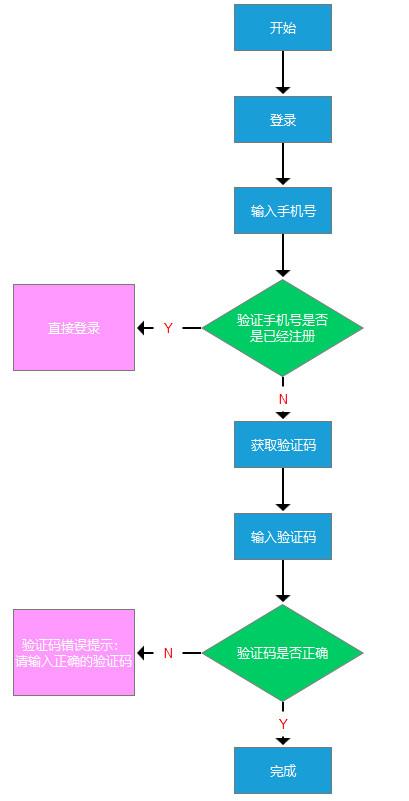 开始
登录
输入手机号
验证手机号是否
是已经注册
Y
直接登录
N
获取验证码
输入验证码
验证码是否正确
N
验证码错误提示：
请输入正确的验证码
Y
完成